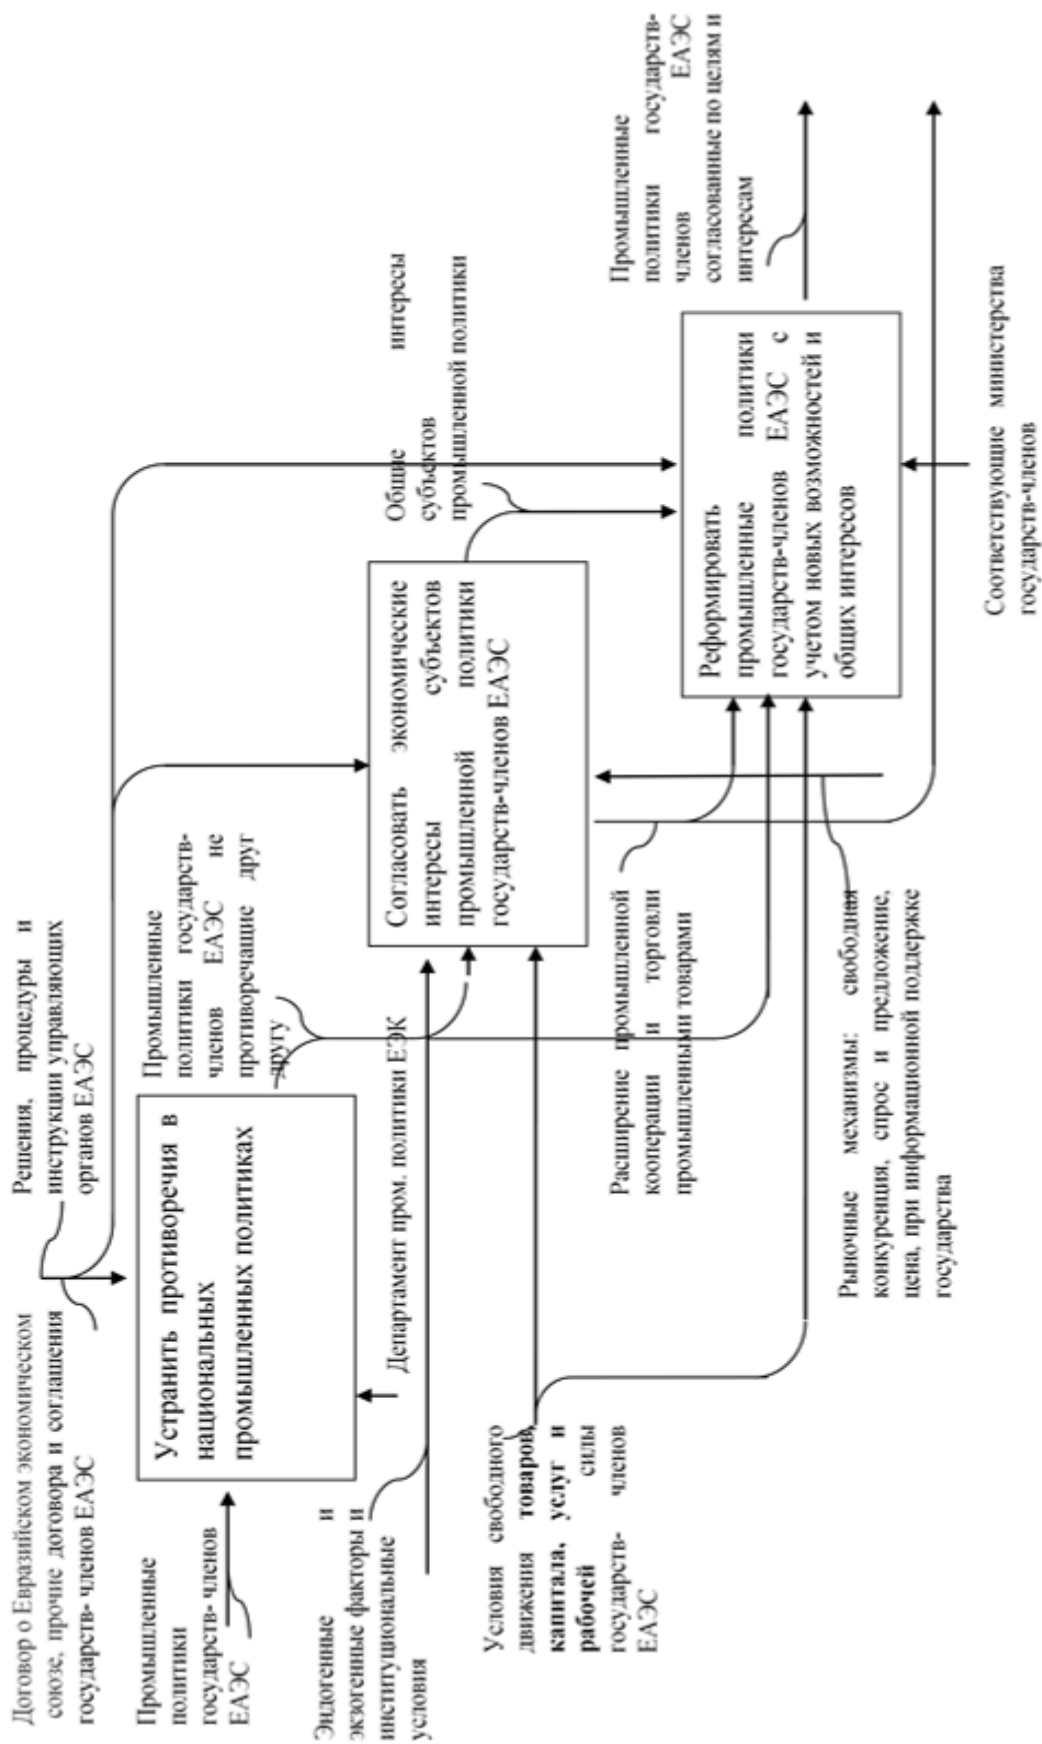 Договор о Евразийском экономическом
союзе, прочие договора и соглашения
государств- членов ЕАЭС
Решения, процедуры и
инструкции управляющих
органов ЕАЭС
Промышленные
политики
государств- членов
ЕАЭС
Устранить противоречия в
национальных
промышленных политиках
Промышленные
политики государств-
членов ЕАЭС не
противоречащие друг
другу
Эндогенные и
экзогенные факторы и
институциональные
условия
Департамент пром. политики ЕЭК
Согласовать экономические
интересы субъектов
промышленной политики
государств-членов ЕАЭС
Общие интересы
субъектов
промышленной политики
Условия свободного
движения товаров,
капитала, услуг и
рабочей силы
государств- членов
ЕАЭС
Расширение промышленной
кооперации и торговли
промышленными товарами
Реформировать
промышленные политики
государств-членов ЕАЭС с
учетом новых возможностей и
общих интересов
Промышленные
политики государств-
членов ЕАЭС
согласованные по целям и
интересам
Рыночные механизмы: свободная
конкуренция, спрос и предложение,
цена, при информационной поддержке
государства
Соответствующие министерства
государств-членов